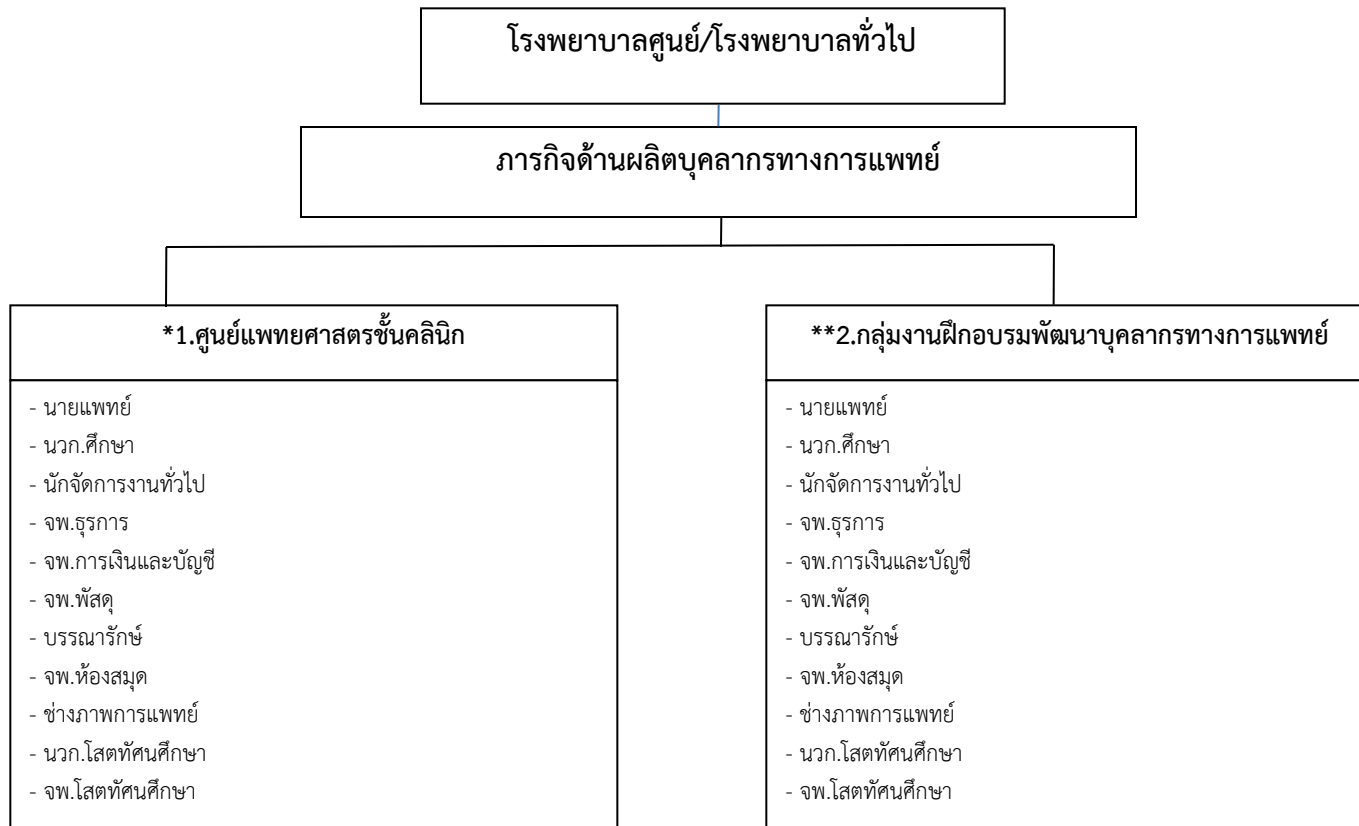 โรงพยาบาลศูนย์/โรงพยาบาลทั่วไป
ภารกิจด้านผลิตบุคลากรทางการแพทย์
*1.ศูนย์แพทยศาสตรชั้นคลินิก
- นายแพทย์
- นวก.ศึกษา
- นักจัดการงานทั่วไป
- จพ.ธุรการ
- จพ.การเงินและบัญชี
- จพ.พัสดุ
- บรรณารักษ์
- จพ.ห้องสมุด
- ช่างภาพการแพทย์
- นวก.โสตทัศนศึกษา
- จพ.โสตทัศนศึกษา
**2.กลุ่มงานฝึกอบรมพัฒนาบุคลากรทางการแพทย์
- นายแพทย์
- นวก.ศึกษา
- นักจัดการงานทั่วไป
- จพ.ธุรการ
- จพ.การเงินและบัญชี
- จพ.พัสดุ
- บรรณารักษ์
- จพ.ห้องสมุด
- ช่างภาพการแพทย์
- นวก.โสตทัศนศึกษา
- จพ.โสตทัศนศึกษา